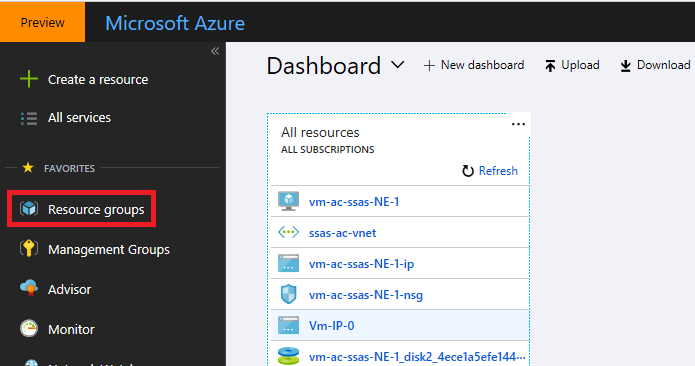 Preview
Microsoft Azure
«
Create a resource
All services
FAVORITES
Resource groups
Management Groups
Advisor
Monitor
Dashboard
New dashboard
Upload
Download
All resources
ALL SUBSCRIPTIONS
Refresh
vm-ac-ssas-NE-1
ssas-ac-vnet
vm-ac-ssas-NE-1-ip
vm-ac-ssas-NE-1-nsg
Vm-IP-0
vm-ac-ssas-NE-1_disk2_4ece1a5efe144···